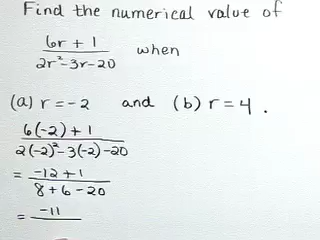 Find the numerical value of
6r + 1
2r²-3r-20
when
(a) r = -2 and (b) r = 4.
6(-2) + 1
2(-2)²-3(-2)-20
= -12 + 1
8 + 6 - 20
= -11